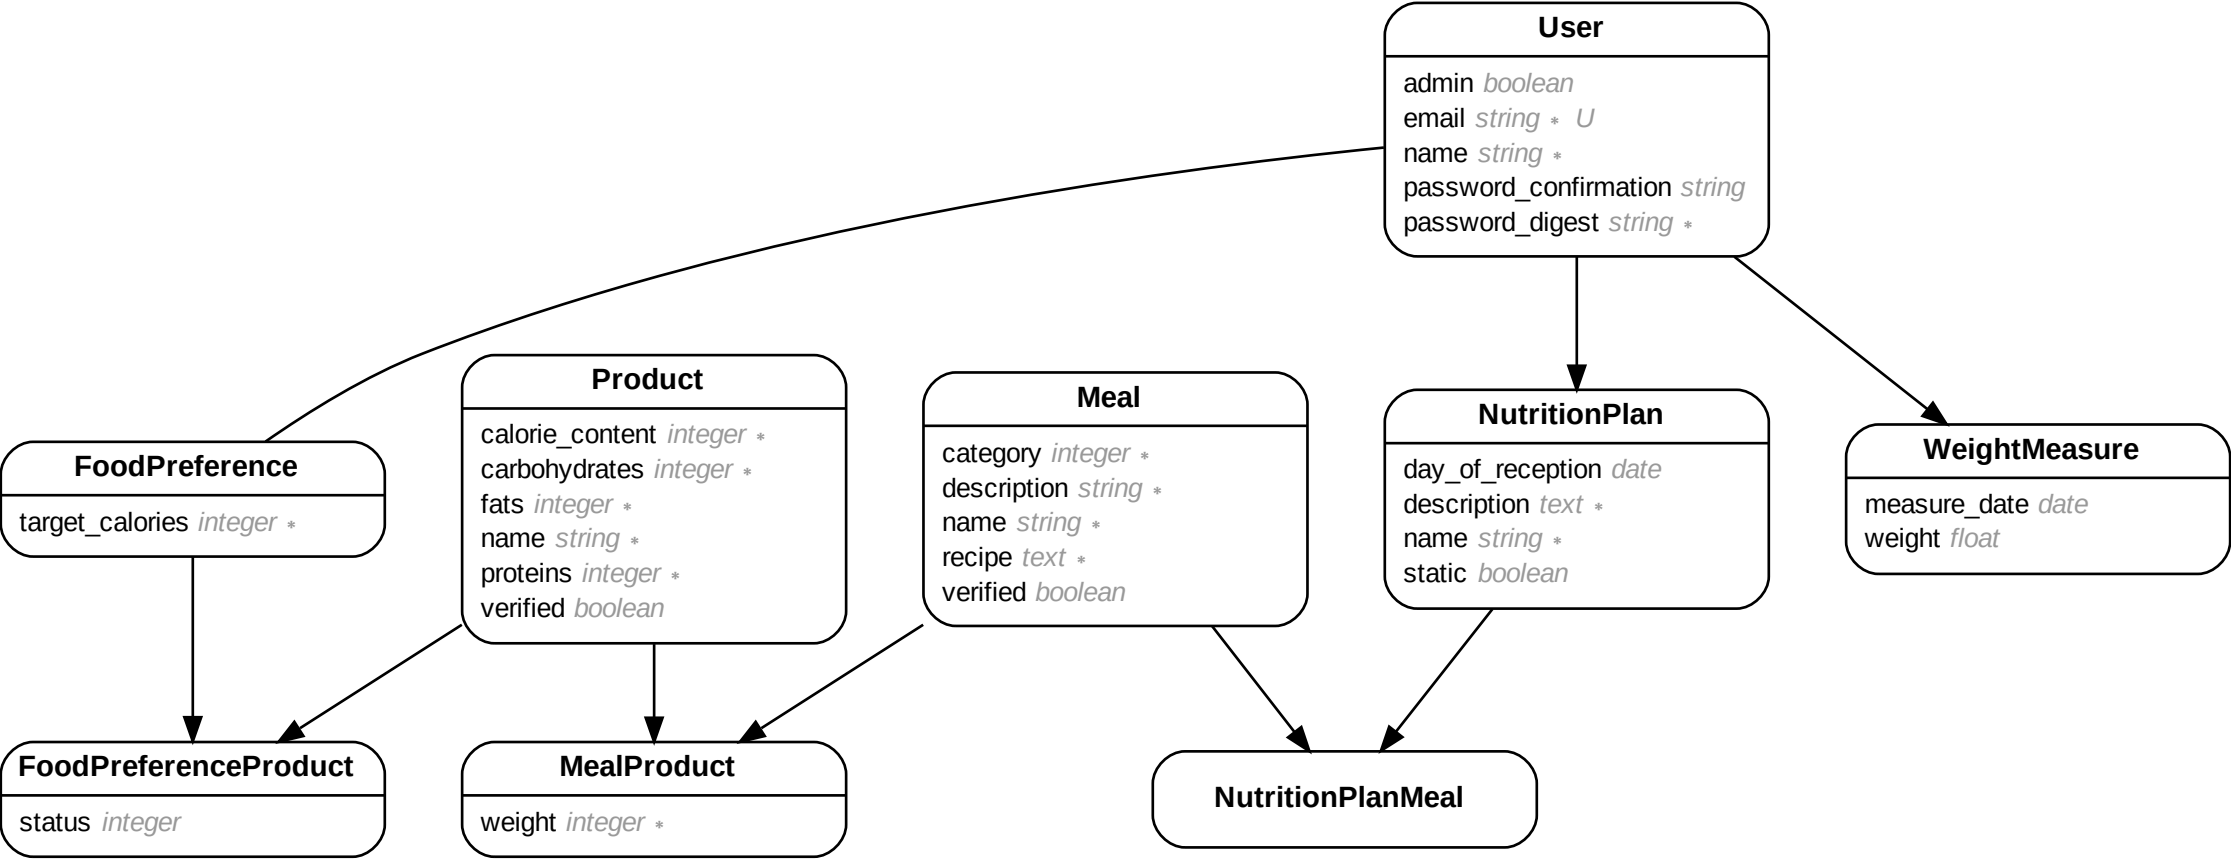 User
admin boolean
email string * U
name string *
password_confirmation string
password_digest string *
Product
calorie_content integer *
carbohydrates integer *
fats integer *
name string *
proteins integer *
verified boolean
Meal
category integer *
description string *
name string *
recipe text *
verified boolean
NutritionPlan
day_of_reception date
description text *
name string *
static boolean
WeightMeasure
measure_date date
weight float
FoodPreference
target_calories integer *
FoodPreferenceProduct
status integer
MealProduct
weight integer *
NutritionPlanMeal